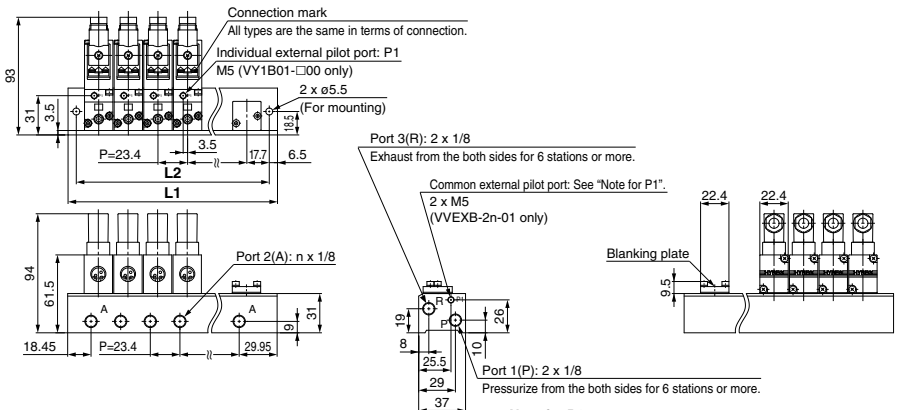 Connection mark
All types are the same in terms of connection.
Individual external pilot port: P1
M5 (VY1B01-□00 only)
2 x ø5.5
(For mounting)
93
31
3.5
18.5
3.5
P=23.4
17.7
6.5
L2
L1
Port 3(R): 2 x 1/8
Exhaust from the both sides for 6 stations or more.
Common external pilot port: See “Note for P1”.
2 x M5
(VVEXB-2n-01 only)
22.4
22.4
Blanking plate
9.5
Port 2(A): n x 1/8
94
61.5
A
A
31
9
18.45
P=23.4
29.95
R
P1
P
19
26
10
8
25.5
29
37
Port 1(P): 2 x 1/8
Pressurize from the both sides for 6 stations or more.